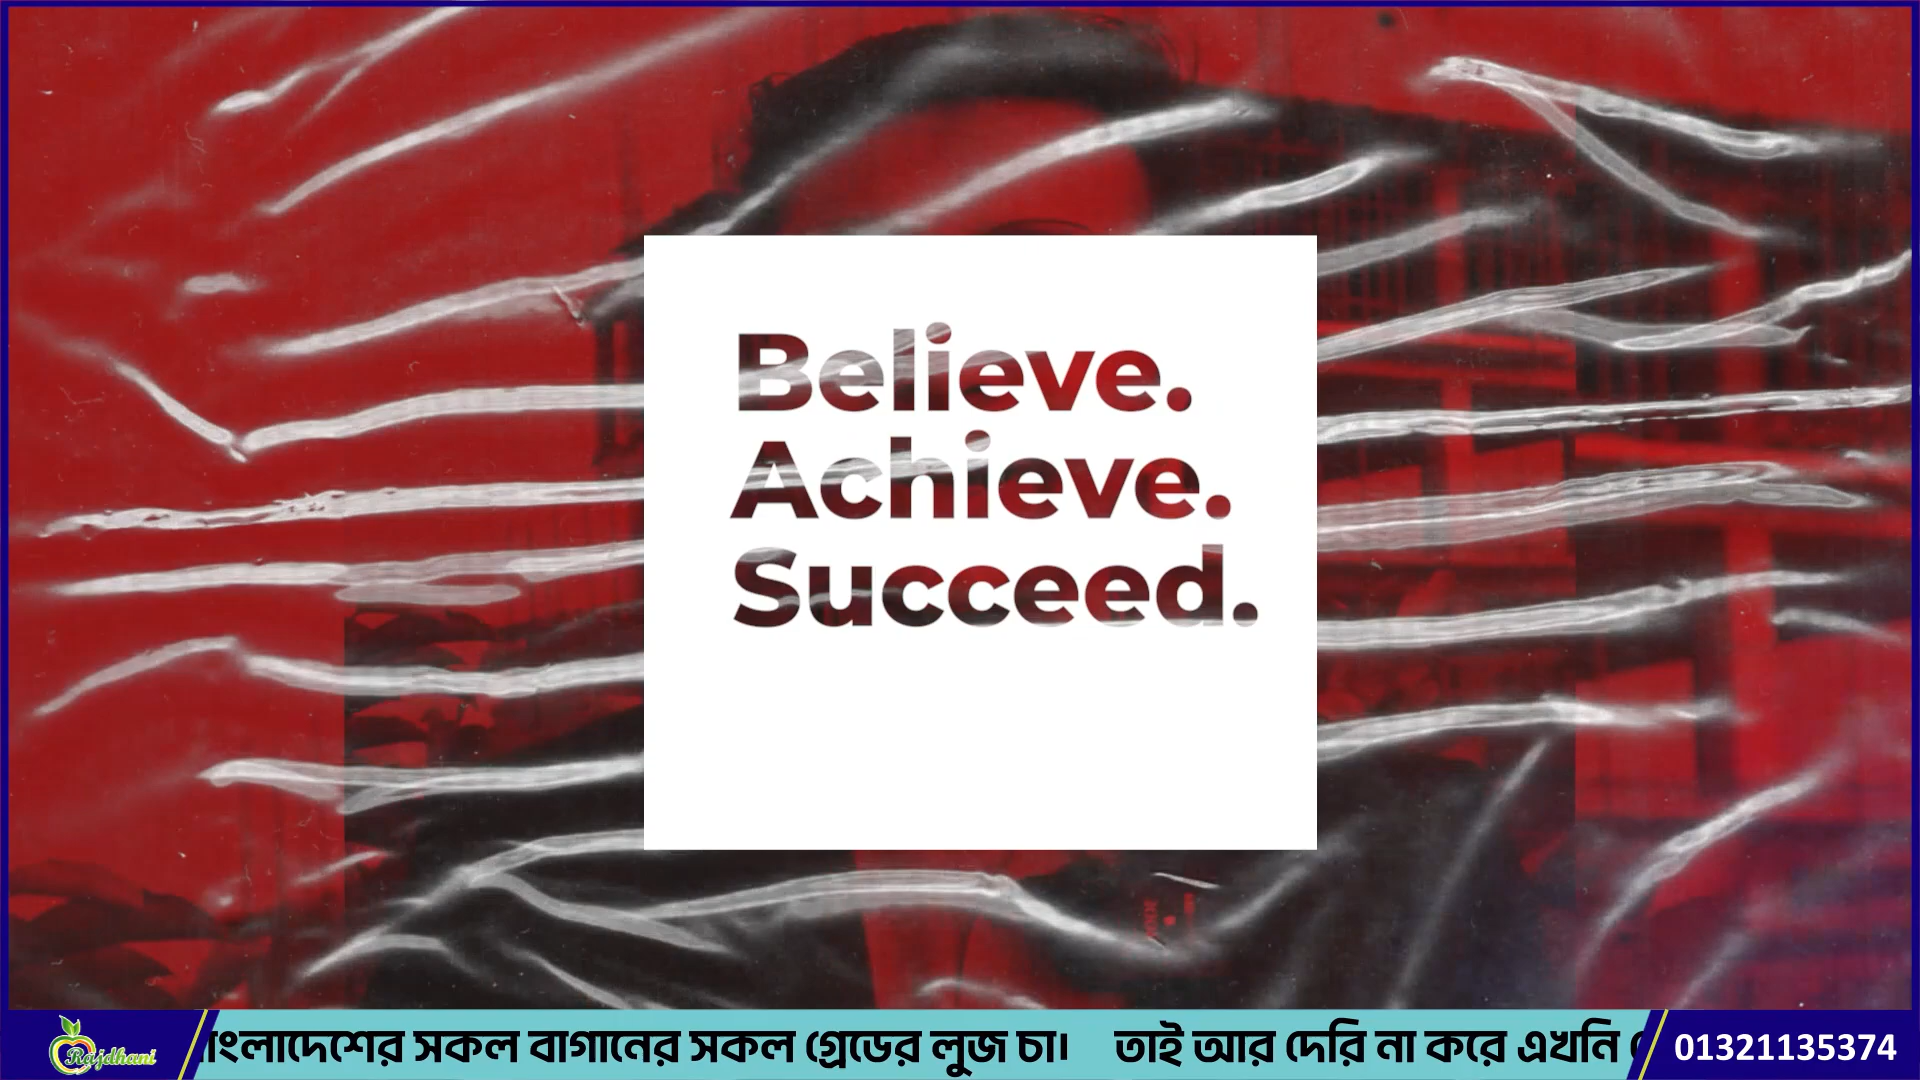 Believe.
Achieve.
Succeed.
Rajdhani
সকল বাগানের সকল গ্রেডের লুজ চা। তাই আর দেরি না করে এখনি
01321135374